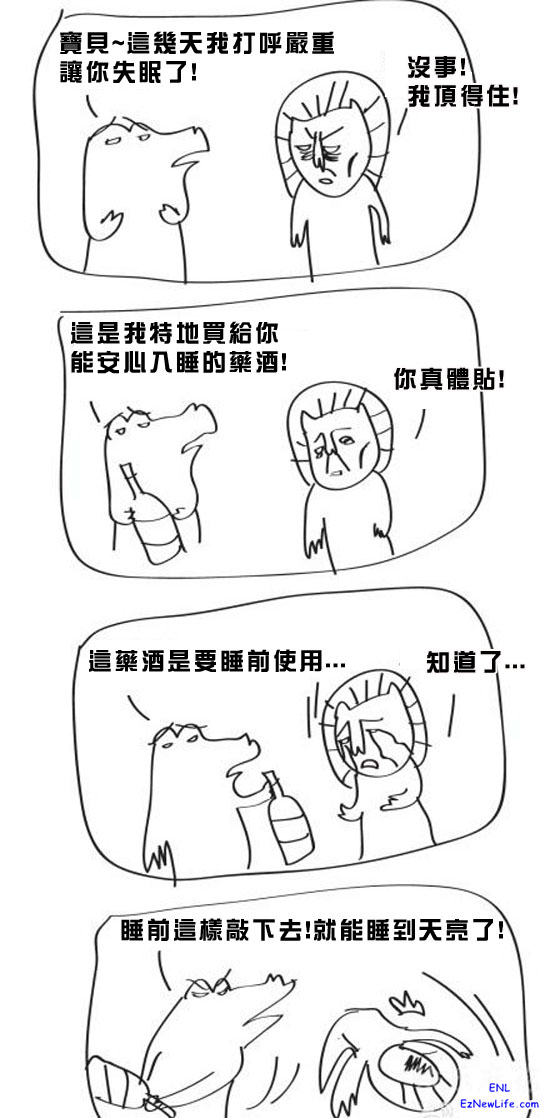 寶貝~這幾天我打呼嚴重
讓你失眠了!
沒事!
我頂得住!
這是我特地買給你
能安心入睡的藥酒!
你真體貼!
這藥酒是要睡前使用...
知道了...
睡前這樣敲下去!就能睡到天亮了!
ENL
EzNewLife.com